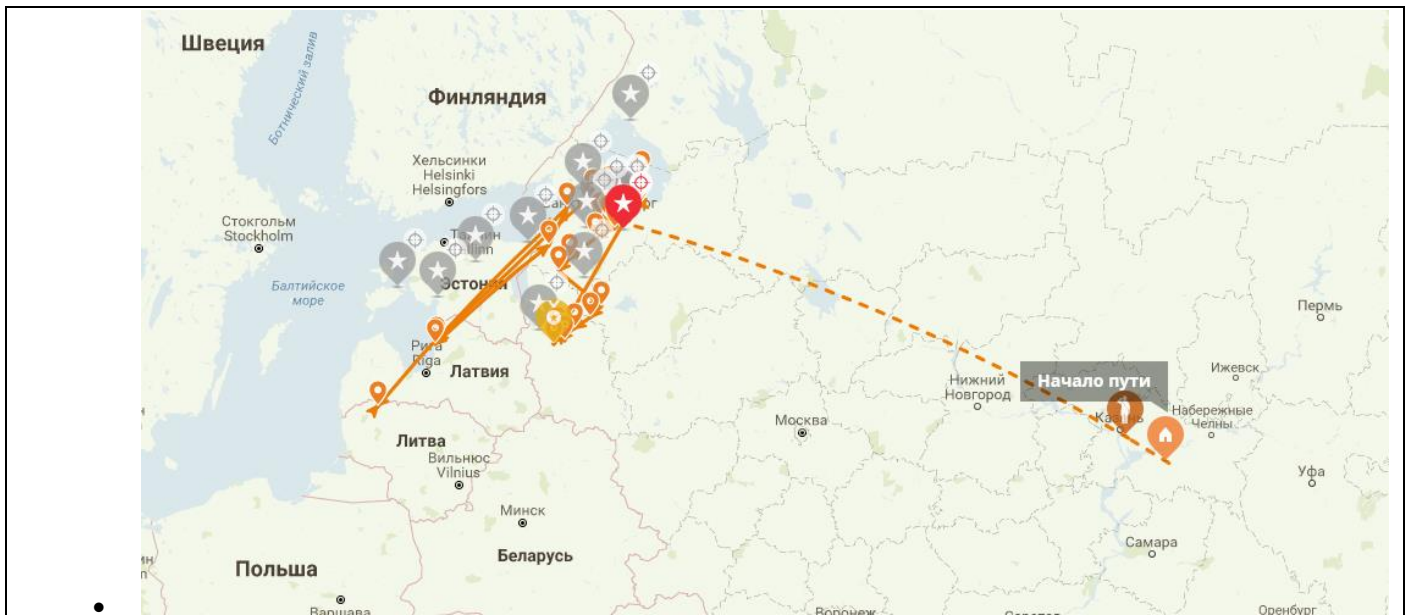 Швеция
Ботнический залив
Финляндия
Хельсинки
Helsinki
Helsingfors
Стокгольм
Stockholm
Эстония
Балтийское
море
Пермь
Рига
Riga
Латвия
Начало пути
Ижевск
Нижний
Новгород
Набережные
Челны
Казань
Москва
Литва
Вильнюс
Vilnius
Уфа
Минск
Самара
Беларусь
Польша
Варшава
Воронеж
Саратов
Оренбург